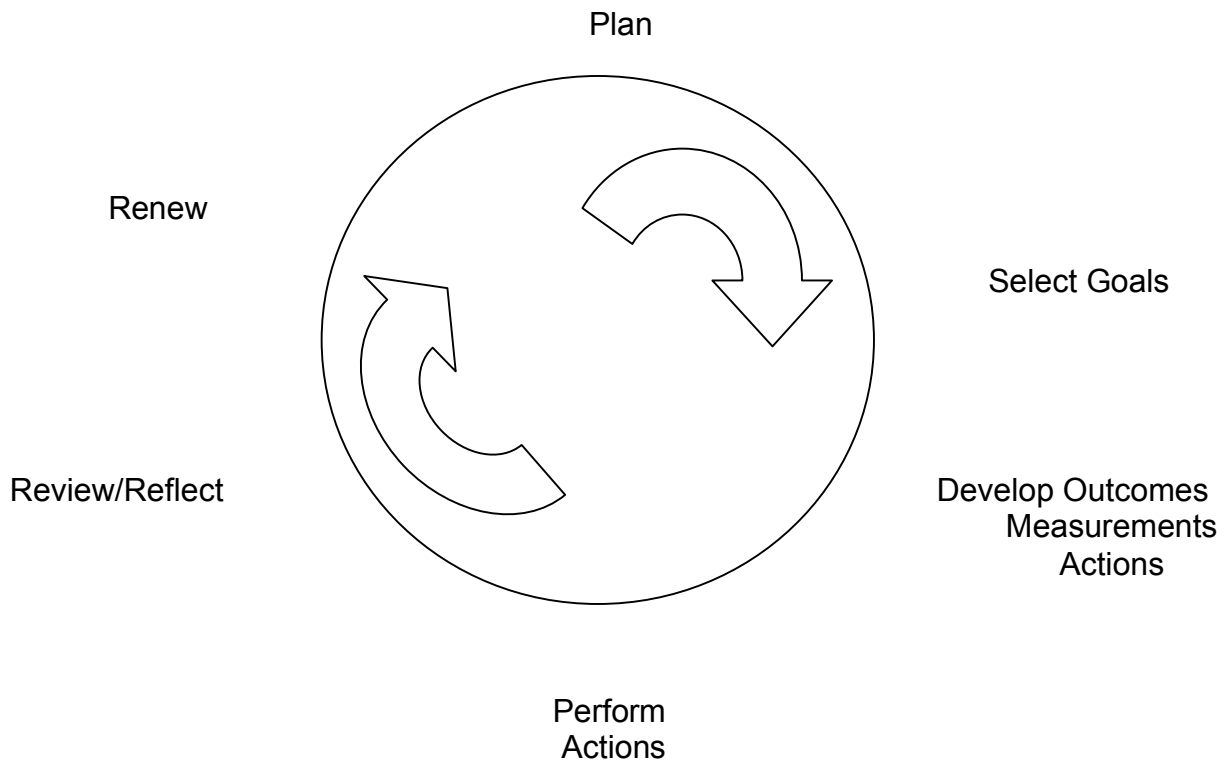 Plan
Renew
Select Goals
Review/Reflect
Develop Outcomes
Measurements
Actions
Perform
Actions